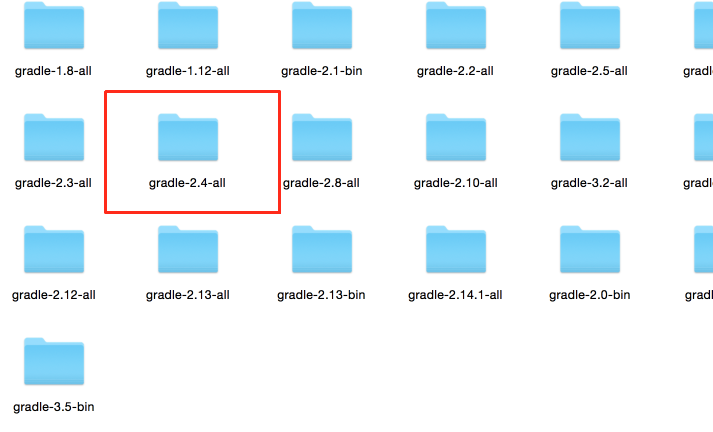 gradle-1.8-all gradle-1.12-all gradle-2.1-bin gradle-2.2-all gradle-2.5-all
gradle-2.3-all gradle-2.4-all gradle-2.8-all gradle-2.10-all gradle-3.2-all
gradle-2.12-all gradle-2.13-all gradle-2.13-bin gradle-2.14.1-all gradle-2.0-bin
gradle-3.5-bin